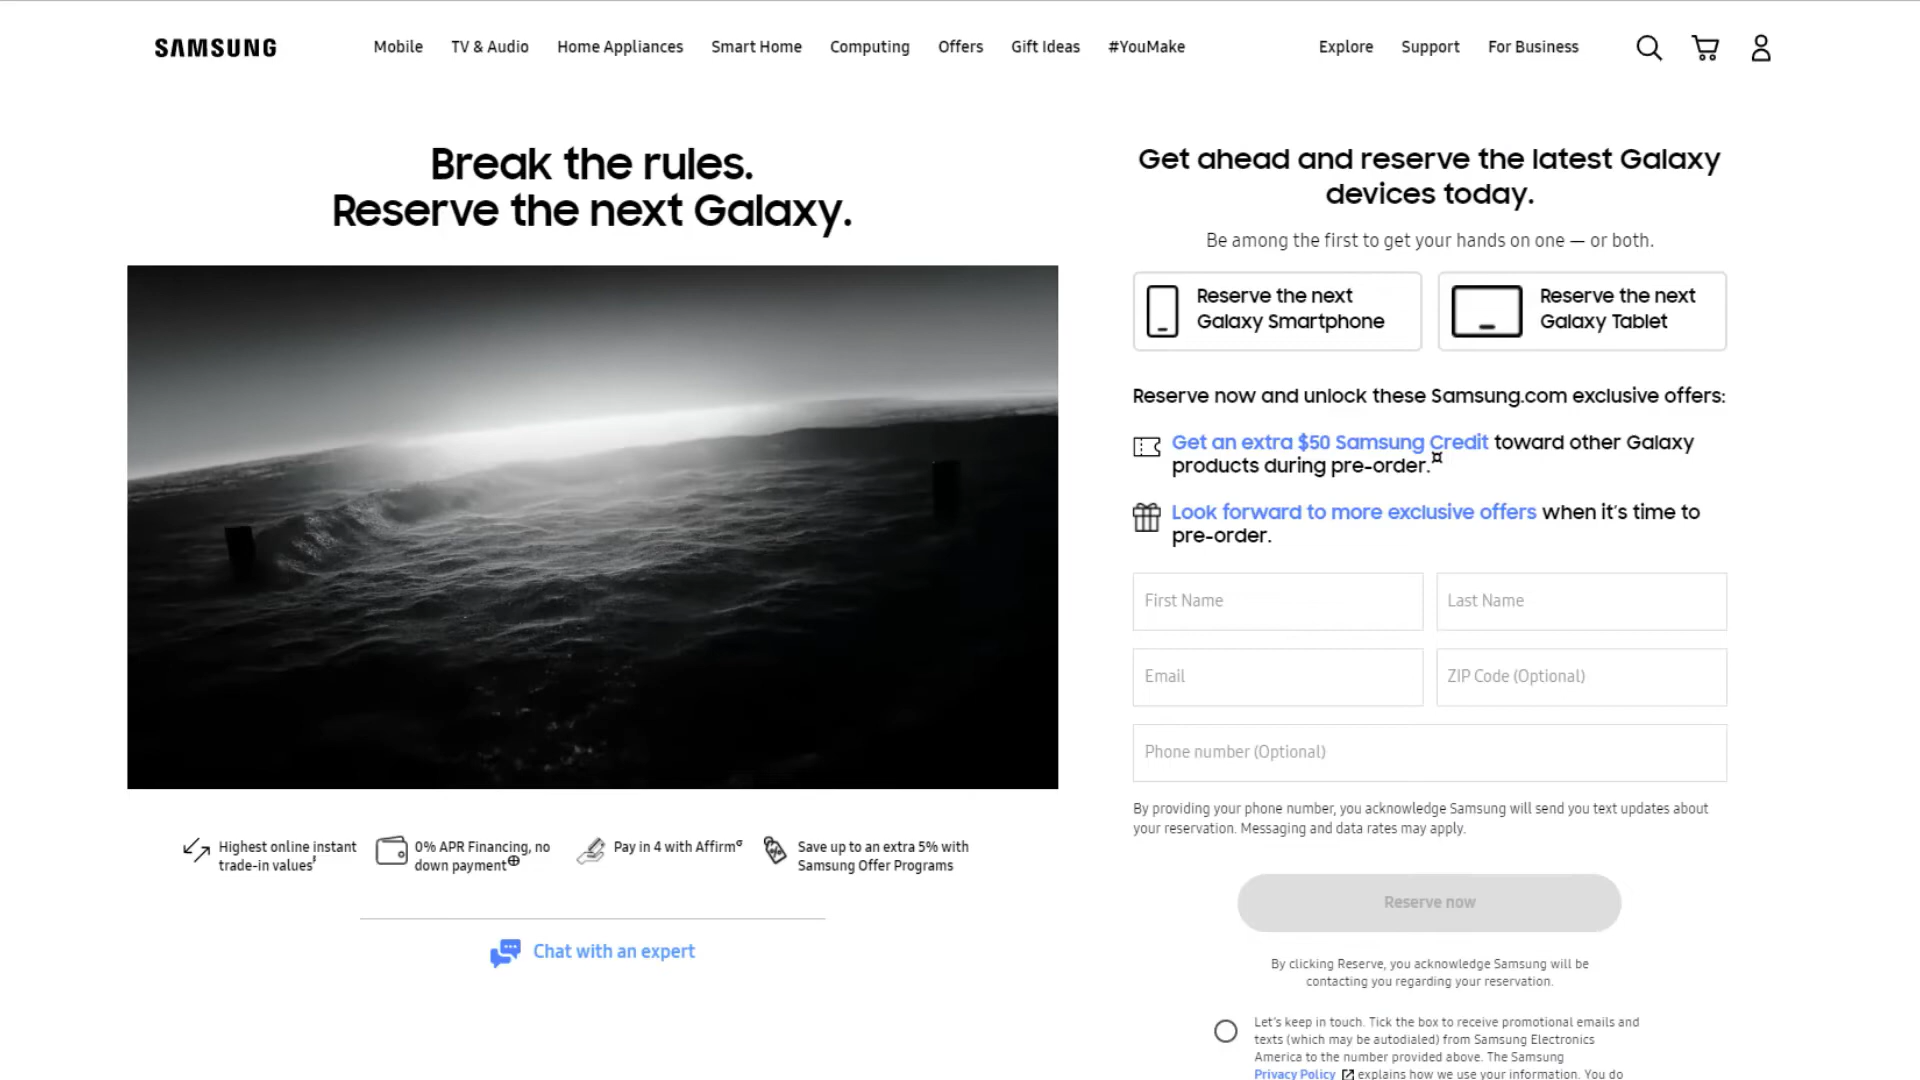 SAMSUNG
Mobile TV & Audio Home Appliances Smart Home Computing Offers Gift Ideas #YouMake Explore Support For Business
Break the rules.
Reserve the next Galaxy.
Highest online instant
trade-in values
0% APR Financing, no
down payment⊕
Pay in 4 with Affirmσ
Save up to an extra 5% with
Samsung Offer Programs
Chat with an expert
Get ahead and reserve the latest Galaxy
devices today.
Be among the first to get your hands on one — or both.
Reserve the next
Galaxy Smartphone
Reserve the next
Galaxy Tablet
Reserve now and unlock these Samsung.com exclusive offers:
Get an extra $50 Samsung Credit toward other Galaxy
products during pre-order.¤
Look forward to more exclusive offers when it's time to
pre-order.
First Name
Last Name
Email
ZIP Code (Optional)
Phone number (Optional)
By providing your phone number, you acknowledge Samsung will send you text updates about
your reservation. Messaging and data rates may apply.
Reserve now
By clicking Reserve, you acknowledge Samsung will be
contacting you regarding your reservation.
Let's keep in touch. Tick the box to receive promotional emails and
texts (which may be autodialed) from Samsung Electronics
America to the number provided above. The Samsung
Privacy Policy explains how we use your information. You do